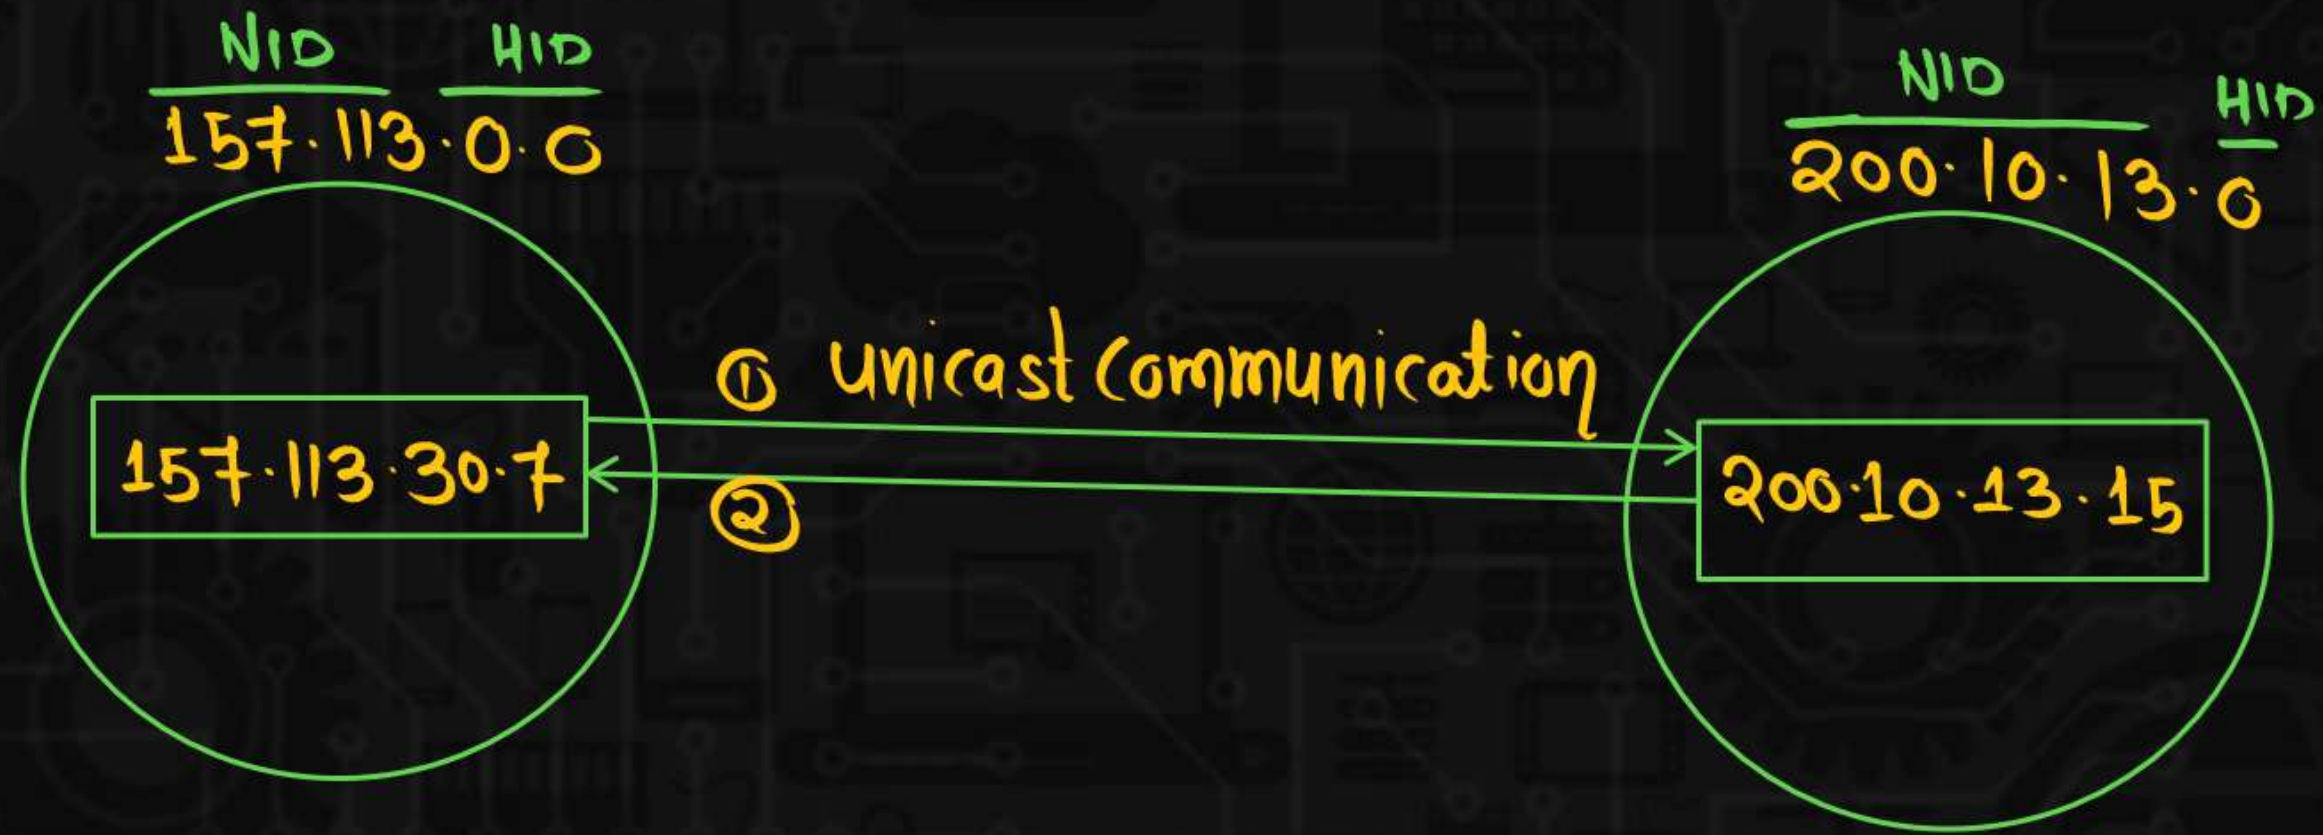 NID HID
157.113.0.0
NID HID
200.10.13.0
① unicast communication
157.113.30.7
②
200.10.13.15